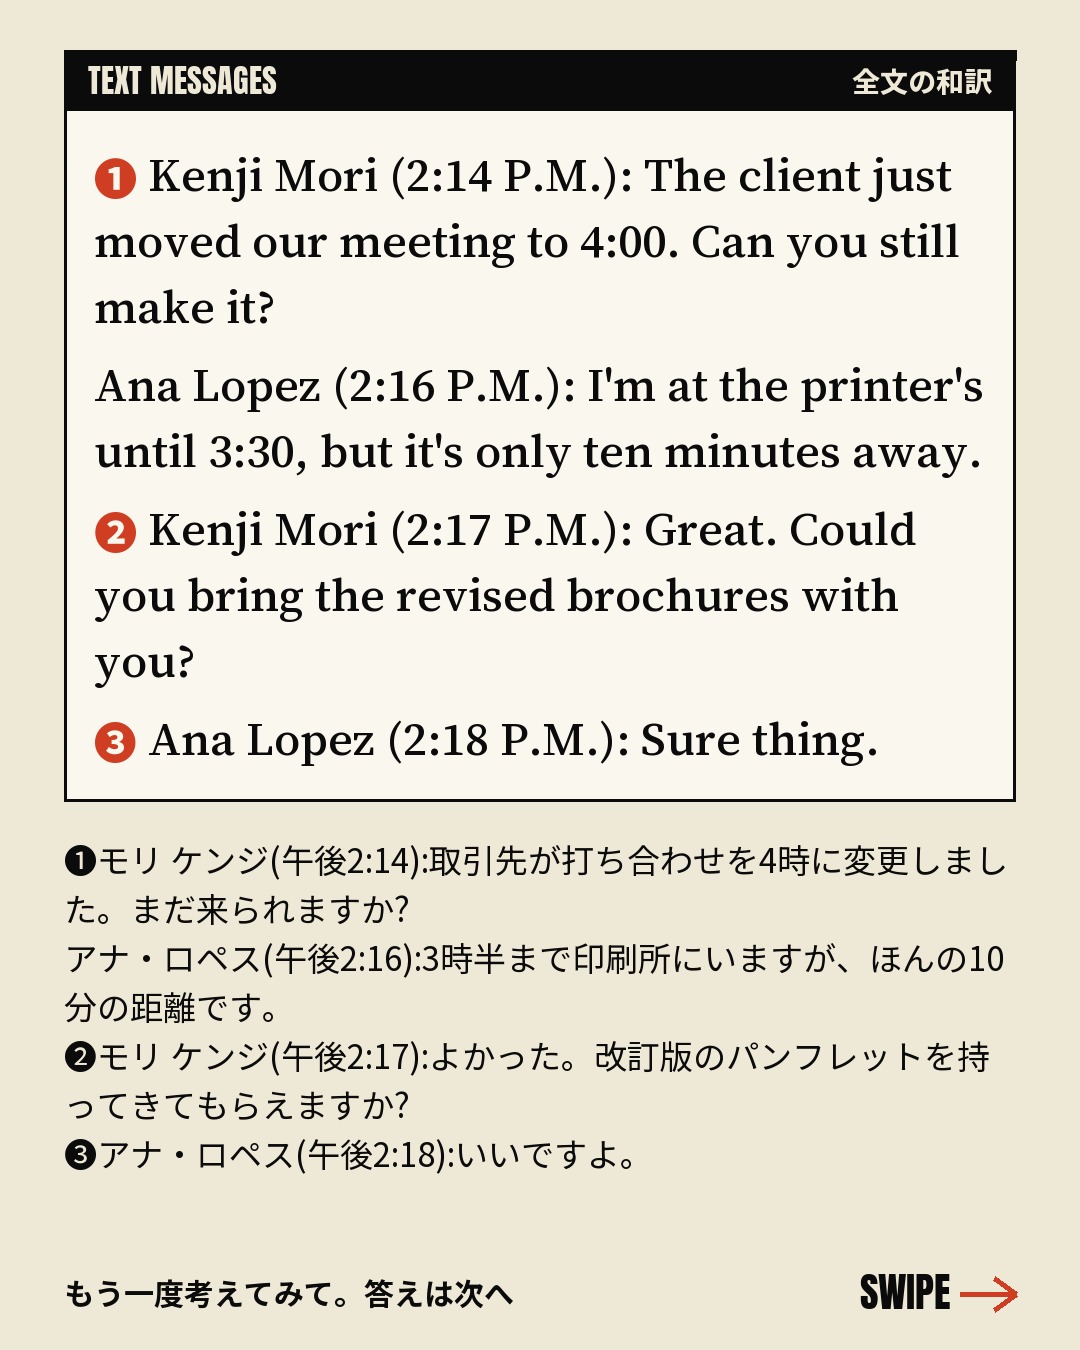 TEXT MESSAGES
全文の和訳
❶ Kenji Mori (2:14 P.M.): The client just
moved our meeting to 4:00. Can you still
make it?
Ana Lopez (2:16 P.M.): I'm at the printer's
until 3:30, but it's only ten minutes away.
❷ Kenji Mori (2:17 P.M.): Great. Could
you bring the revised brochures with
you?
❸ Ana Lopez (2:18 P.M.): Sure thing.
❶モリ ケンジ(午後2:14):取引先が打ち合わせを4時に変更しまし
た。まだ来られますか?
アナ・ロペス(午後2:16):3時半まで印刷所にいますが、ほんの10
分の距離です。
❷モリ ケンジ(午後2:17):よかった。改訂版のパンフレットを持
ってきてもらえますか?
❸アナ・ロペス(午後2:18):いいですよ。
もう一度考えてみて。答えは次へ
SWIPE →